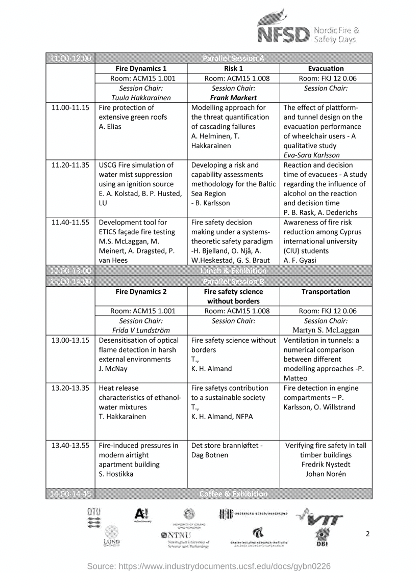 NFSD Nordic Fire &
Safety Days
11.00-12.00 Parallel Session A
Fire Dynamics 1 Risk 1 Evacuation
Room: ACM15 1.001 Room: ACM15 1.008 Room: FKJ 12 0.06
Session Chair: Session Chair: Session Chair:
Tuula Hakkarainen Frank Markert
11.00-11.15
Fire protection of
extensive green roofs
A. Elias
Modelling approach for
the threat quantification
of cascading failures
A. Helminen, T.
Hakkarainen
The effect of plattform-
and tunnel design on the
evacuation performance
of wheelchair users - A
qualitative study
Eva-Sara Karlsson
11.20-11.35
USCG Fire simulation of
water mist suppression
using an ignition source
E. A. Kolstad, B. P. Husted,
LU
Developing a risk and
capability assessments
methodology for the Baltic
Sea Region
- B. Karlsson
Reaction and decision
time of evacuees - A study
regarding the influence of
alcohol on the reaction
and decision time
P. B. Rask, A. Dederichs
11.40-11.55
Development tool for
ETICS façade fire testing
M.S. McLaggan, M.
Meinert, A. Dragsted, P.
van Hees
Fire safety decision
making under a systems-
theoretic safety paradigm
-H. Bjelland, O. Njå, A.
W.Heskestad, G. S. Braut
Awareness of fire risk
reduction among Cyprus
international university
(CIU) students
A. F. Gyasi
12.00-13.00 Lunch & Exhibition
13.00-14.00 Parallel Session B
Fire Dynamics 2 Fire safety science Transportation
without borders
Room: ACM15 1.001 Room: ACM15 1.008 Room: FKJ 12 0.06
Session Chair: Session Chair: Session Chair:
Frida V Lundström Martyn S. McLaggan
13.00-13.15
Desensitisation of optical
flame detection in harsh
external environments
J. McNay
Fire safety science without
borders
K. H. Almand
Ventilation in tunnels: a
numerical comparison
between different
modelling approaches -P.
Matteo
13.20-13.35
Heat release
characteristics of ethanol-
water mixtures
T. Hakkarainen
Fire safetys contribution
to a sustainable society
K. H. Almand, NFPA
Fire detection in engine
compartments – P.
Karlsson, O. Willstrand
13.40-13.55
Fire-induced pressures in
modern airtight
apartment building
S. Hostikka
Det store brannløftet -
Dag Botnen
Verifying fire safety in tall
timber buildings
Fredrik Nystedt
Johan Norén
14.00-14.45 Coffee & Exhibition
DTU
A!
LUND
NTNU
VTT
DBI
2
Source: https://www.industrydocuments.ucsf.edu/docs/gybn0226